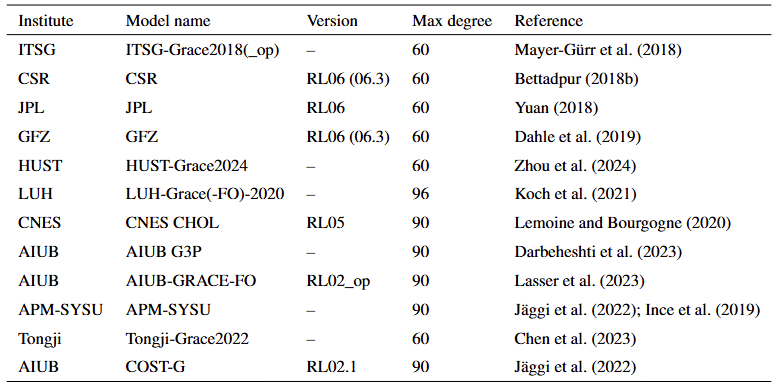 Institute Model name Version Max degree Reference
ITSG ITSG-Grace2018(_op) – 60 Mayer-Gürr et al. (2018)
CSR CSR RL06 (06.3) 60 Bettadpur (2018b)
JPL JPL RL06 60 Yuan (2018)
GFZ GFZ RL06 (06.3) 60 Dahle et al. (2019)
HUST HUST-Grace2024 – 60 Zhou et al. (2024)
LUH LUH-Grace(-FO)-2020 – 96 Koch et al. (2021)
CNES CNES CHOL RL05 90 Lemoine and Bourgogne (2020)
AIUB AIUB G3P – 90 Darbeheshti et al. (2023)
AIUB AIUB-GRACE-FO RL02_op 90 Lasser et al. (2023)
APM-SYSU APM-SYSU – 90 Jäggi et al. (2022); Ince et al. (2019)
Tongji Tongji-Grace2022 – 60 Chen et al. (2023)
AIUB COST-G RL02.1 90 Jäggi et al. (2022)